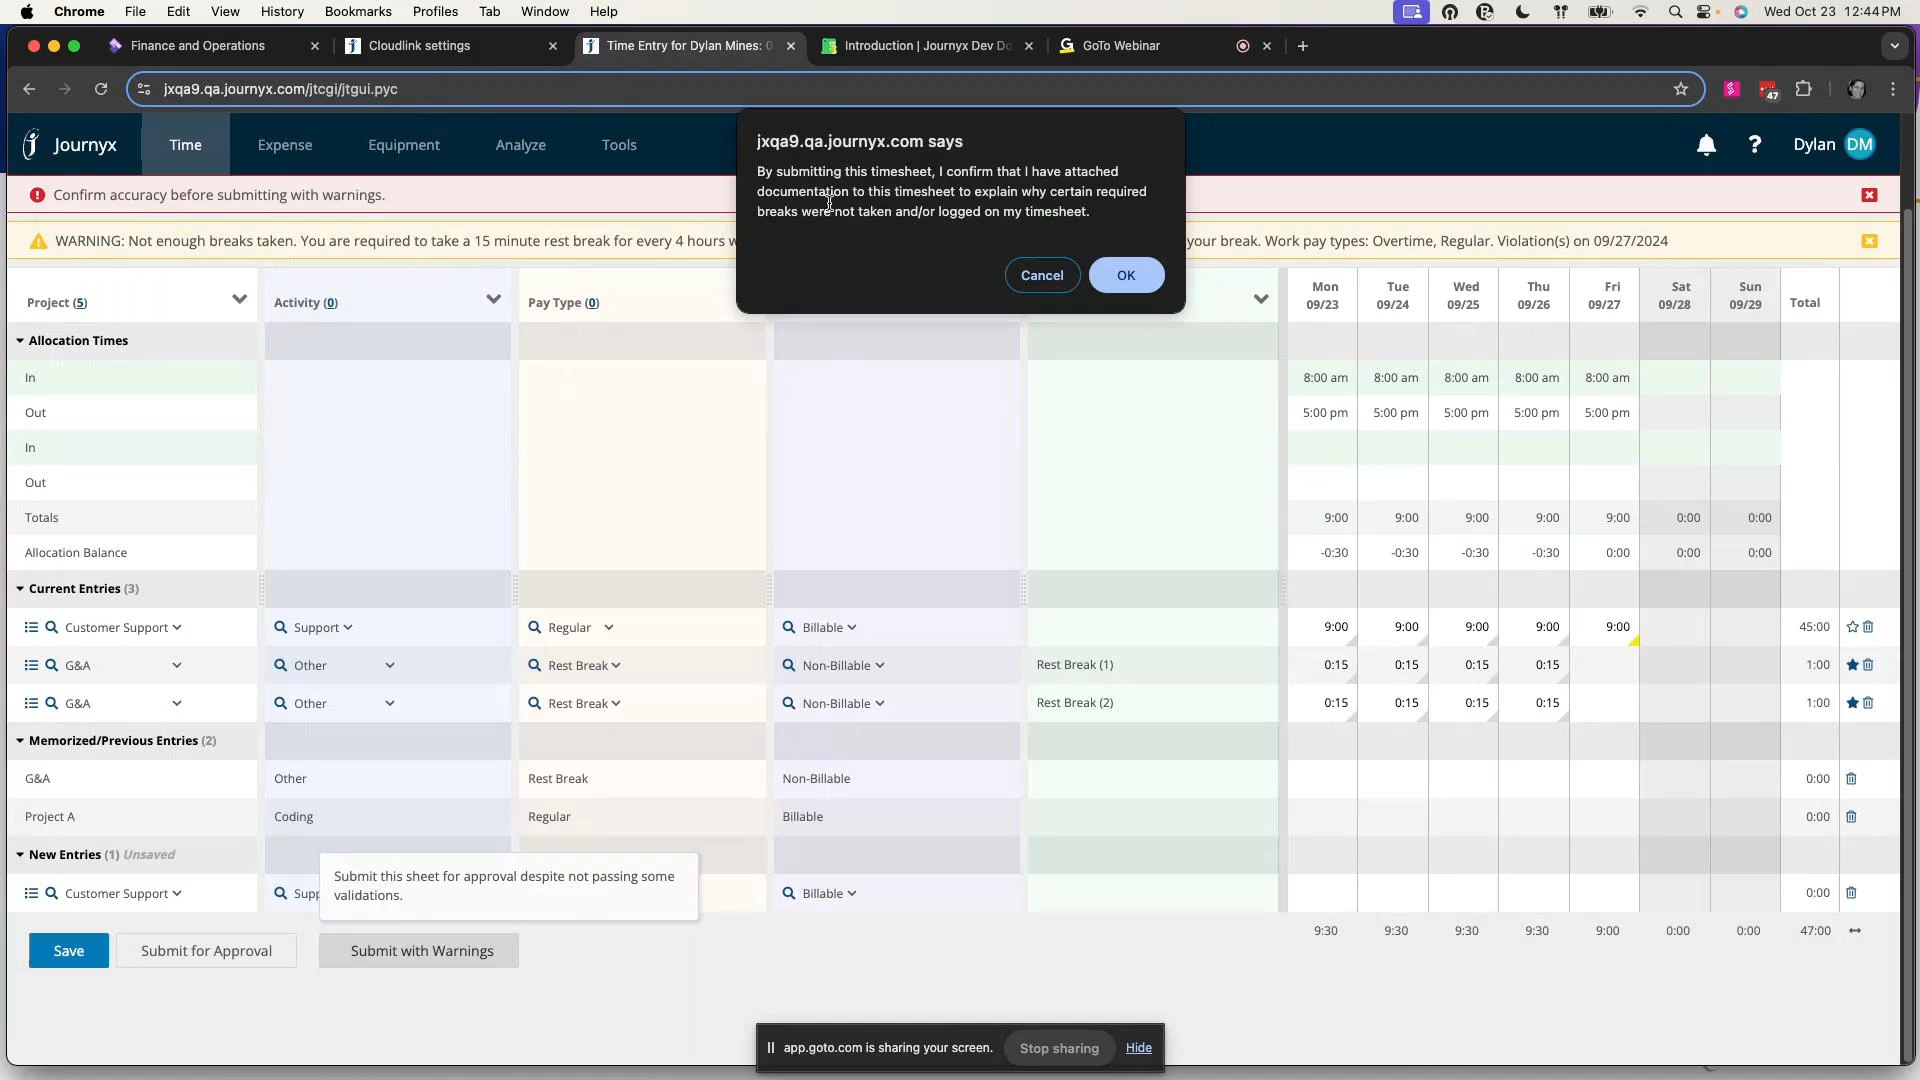 Chrome File Edit View History Bookmarks Profiles Tab Window Help Wed Oct 23 12:44 PM
Finance and Operations Cloudlink settings Time Entry for Dylan Mines: 0 Introduction | Journyx Dev Do GoTo Webinar
jxqa9.qa.journyx.com/jtcgi/jtgui.pyc 47
Journyx Time Expense Equipment Analyze Tools Dylan DM
jxqa9.qa.journyx.com says
By submitting this timesheet, I confirm that I have attached
documentation to this timesheet to explain why certain required
breaks were not taken and/or logged on my timesheet.
Cancel OK
Confirm accuracy before submitting with warnings.
WARNING: Not enough breaks taken. You are required to take a 15 minute rest break for every 4 hours w your break. Work pay types: Overtime, Regular. Violation(s) on 09/27/2024
Project (5) Activity (0) Pay Type (0) Mon 09/23 Tue 09/24 Wed 09/25 Thu 09/26 Fri 09/27 Sat 09/28 Sun 09/29 Total
Allocation Times
In 8:00 am 8:00 am 8:00 am 8:00 am 8:00 am
Out 5:00 pm 5:00 pm 5:00 pm 5:00 pm 5:00 pm
In
Out
Totals 9:00 9:00 9:00 9:00 9:00 0:00 0:00
Allocation Balance -0:30 -0:30 -0:30 -0:30 0:00 0:00 0:00
Current Entries (3)
Customer Support Support Regular Billable 9:00 9:00 9:00 9:00 9:00 45:00
G&A Other Rest Break Non-Billable Rest Break (1) 0:15 0:15 0:15 0:15 1:00
G&A Other Rest Break Non-Billable Rest Break (2) 0:15 0:15 0:15 0:15 1:00
Memorized/Previous Entries (2)
G&A Other Rest Break Non-Billable 0:00
Project A Coding Regular Billable 0:00
New Entries (1) Unsaved
Customer Support Supp Billable 0:00
Submit this sheet for approval despite not passing some
validations.
9:30 9:30 9:30 9:30 9:00 0:00 0:00 47:00
Save Submit for Approval Submit with Warnings
app.goto.com is sharing your screen. Stop sharing Hide